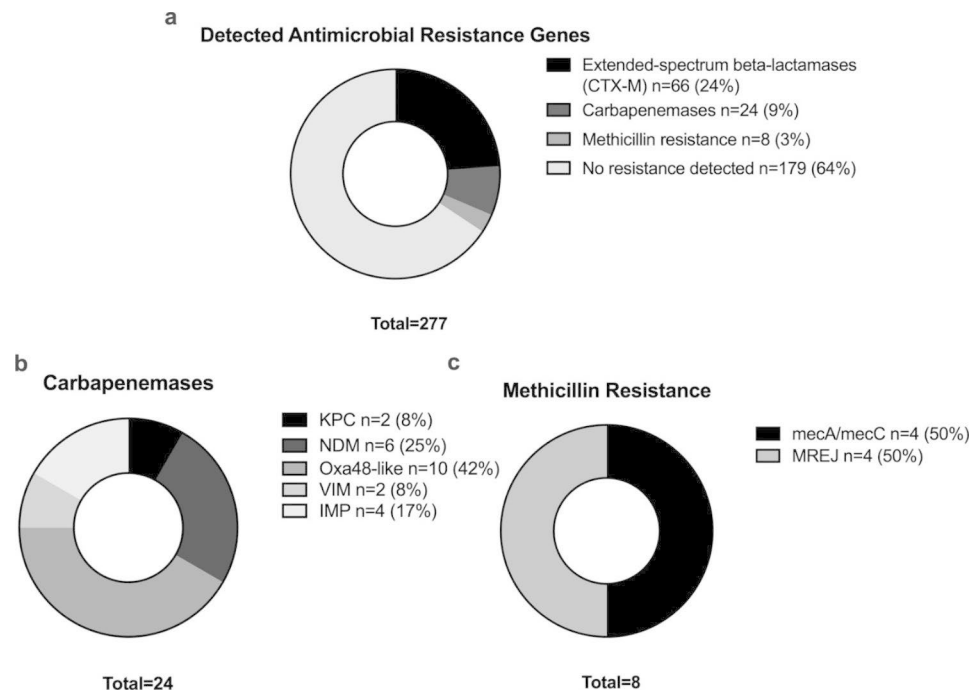 a
Detected Antimicrobial Resistance Genes
Extended-spectrum beta-lactamases
(CTX-M) n=66 (24%)
Carbapenemases n=24 (9%)
Methicillin resistance n=8 (3%)
No resistance detected n=179 (64%)
Total=277
b
Carbapenemases
KPC n=2 (8%)
NDM n=6 (25%)
Oxa48-like n=10 (42%)
VIM n=2 (8%)
IMP n=4 (17%)
Total=24
c
Methicillin Resistance
mecA/mecC n=4 (50%)
MREJ n=4 (50%)
Total=8